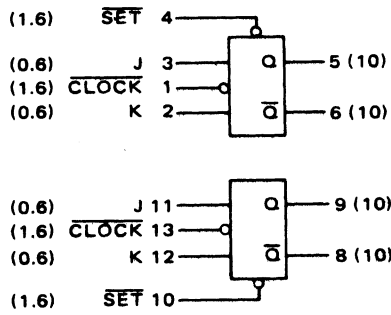 (1.6) SET 4
(0.6) J 3 Q 5 (10)
(1.6) CLOCK 1
(0.6) K 2 Q 6 (10)
(0.6) J 11 Q 9 (10)
(1.6) CLOCK 13
(0.6) K 12 Q 8 (10)
(1.6) SET 10